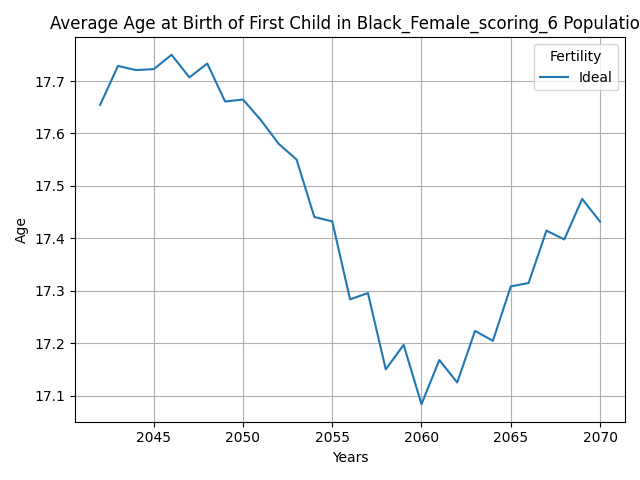 Average Age at Birth of First Child in Black_Female_scoring_6 Populatio
Fertility
Ideal
17.7
17.6
17.5
17.4
17.3
17.2
17.1
Age
2045 2050 2055 2060 2065 2070
Years